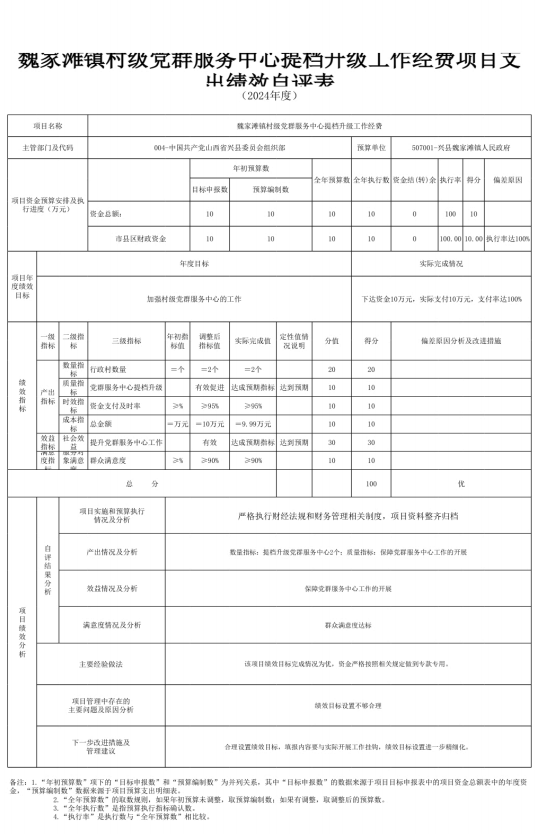 魏家滩镇村级党群服务中心提档升级工作经费项目支
出绩效自评表
（2024年度）
项目名称 魏家滩镇村级党群服务中心提档升级工作经费
主管部门及代码 004-中国共产党山西省兴县委员会组织部 预算单位 507001-兴县魏家滩镇人民政府
项目资金预算安排及执行进度（万元） 年初预算数 全年预算数 全年执行数 资金结(转)余 执行率 得分 偏差原因
目标申报数 预算编制数
资金总额： 10 10 10 10 0 100 10
市县区财政资金 10 10 10 10 0 100.00 10.00 执行率达100%
项目年度绩效目标 年度目标 实际完成情况
加强村级党群服务中心的工作 下达资金10万元，实际支付10万元，支付率达100%
绩效指标 一级指标 二级指标 三级指标 年初指标值 调整后指标值 实际完成值 定性值情况说明 分值 得分 偏差原因分析及改进措施
产出指标 数量指标 行政村数量 ＝个 ＝2个 ＝2个 20 20
质量指标 党群服务中心提档升级 有效促进 达成预期指标 达到预期 10 10
时效指标 资金支付及时率 ≥% ≥95% ≥95% 10 10
成本指标 总金额 ＝万元 ＝10万元 ＝9.99万元 10 10
效益指标 社会效益 提升党群服务中心工作 有效 达成预期指标 达到预期 30 30
满意度指标 服务对象满意度 群众满意度 ≥% ≥90% ≥90% 10 10
总 分 100 优
项目绩效分析 自评结果分析 项目实施和预算执行情况及分析 严格执行财经法规和财务管理相关制度，项目资料整齐归档
产出情况及分析 数量指标：提档升级党群服务中心2个；质量指标：保障党群服务中心工作的开展
效益情况及分析 保障党群服务中心工作的开展
满意度情况及分析 群众满意度达标
主要经验做法 该项目绩效目标完成情况为优，资金严格按照相关规定做到专款专用。
项目管理中存在的主要问题及原因分析 绩效目标设置不够合理
下一步改进措施及管理建议 合理设置绩效目标，填报内容要与实际开展工作挂钩，绩效目标设置进一步精细化。
备注：1.“年初预算数”项下的“目标申报数”和“预算编制数”为并列关系，其中“目标申报数”的数据来源于项目目标申报表中的项目资金总额表中的年度资
金，“预算编制数”数据来源于项目预算支出明细表。
2.“全年预算数”的取数规则，如果年初预算未调整，取预算编制数；如果有调整，取调整后的预算数。
3.“全年执行数”是指预算执行指标确认数。
4.“执行率”是执行数与“全年预算数”相比较。